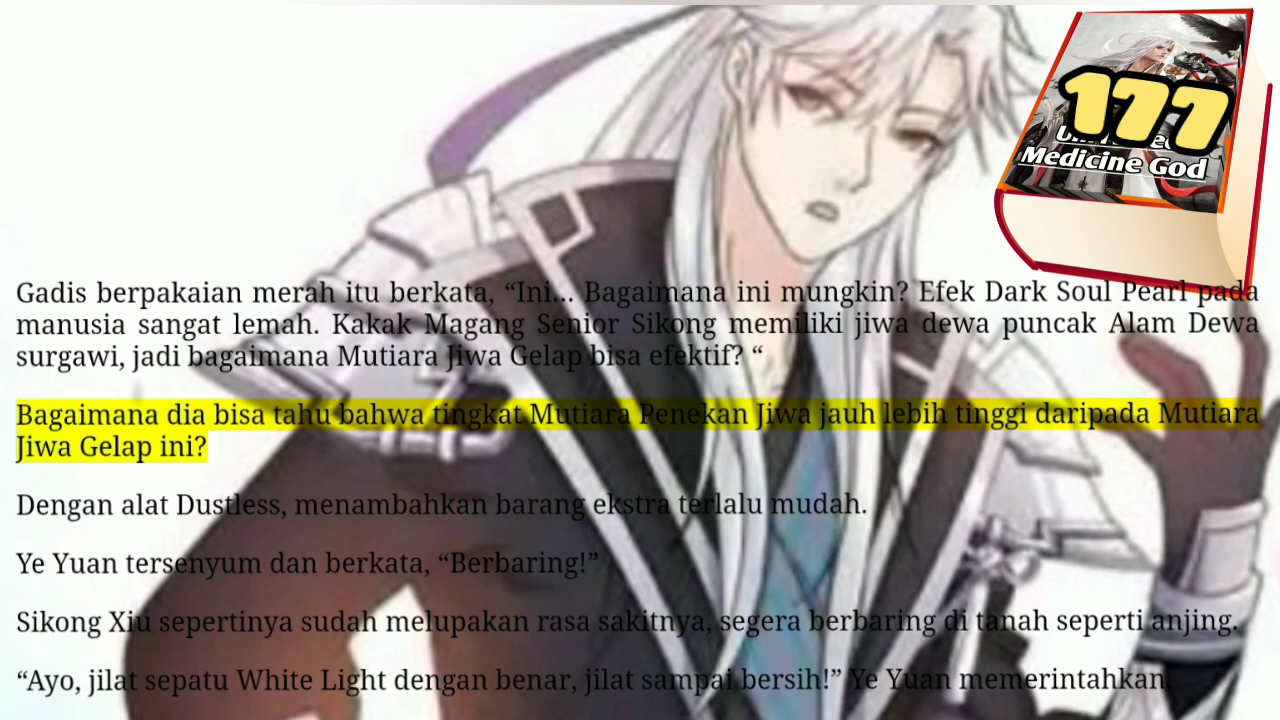 177
Medicine God
Gadis berpakaian merah itu berkata, “Ini... Bagaimana ini mungkin? Efek Dark Soul Pearl pada
manusia sangat lemah. Kakak Magang Senior Sikong memiliki jiwa dewa puncak Alam Dewa
surgawi, jadi bagaimana Mutiara Jiwa Gelap bisa efektif? “
Bagaimana dia bisa tahu bahwa tingkat Mutiara Penekan Jiwa jauh lebih tinggi daripada Mutiara
Jiwa Gelap ini?
Dengan alat Dustless, menambahkan barang ekstra terlalu mudah.
Ye Yuan tersenyum dan berkata, “Berbaring!”
Sikong Xiu sepertinya sudah melupakan rasa sakitnya, segera berbaring di tanah seperti anjing.
“Ayo, jilat sepatu White Light dengan benar, jilat sampai bersih!” Ye Yuan memerintahkan.